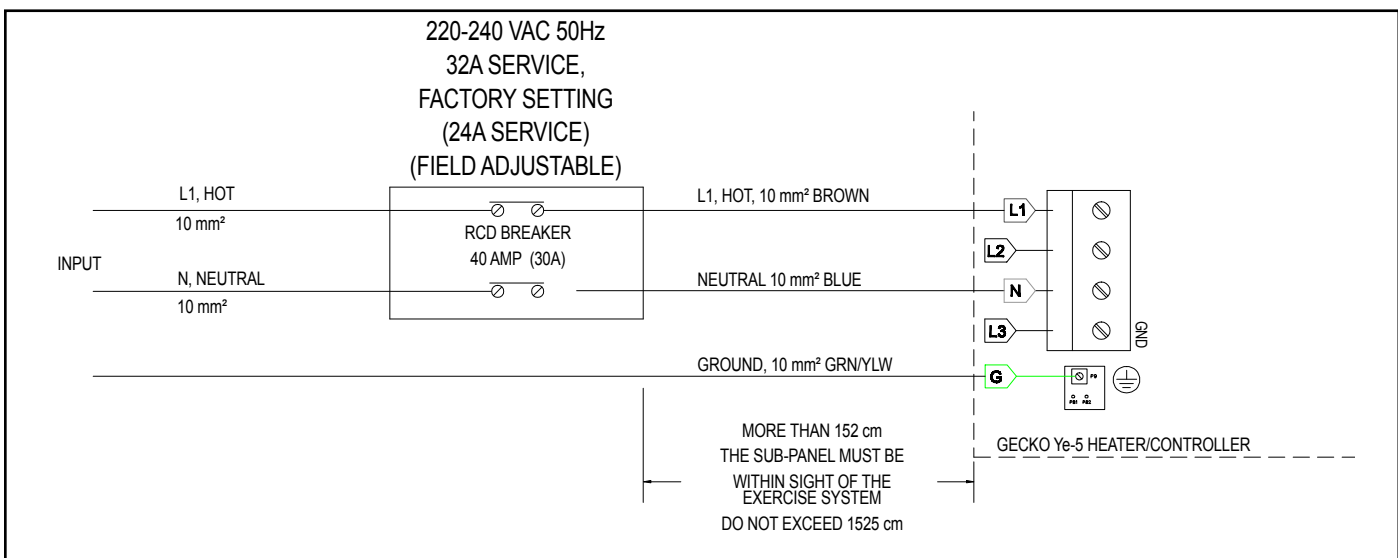 220-240 VAC 50Hz
32A SERVICE,
FACTORY SETTING
(24A SERVICE)
(FIELD ADJUSTABLE)
L1, HOT
10 mm²
L1, HOT, 10 mm² BROWN
L1
RCD BREAKER
40 AMP (30A)
L2
INPUT
N, NEUTRAL
10 mm²
NEUTRAL 10 mm² BLUE
N
L3
GND
GROUND, 10 mm² GRN/YLW
G
P9
PE1 PE2
MORE THAN 152 cm
THE SUB-PANEL MUST BE
WITHIN SIGHT OF THE
EXERCISE SYSTEM
DO NOT EXCEED 1525 cm
GECKO Ye-5 HEATER/CONTROLLER